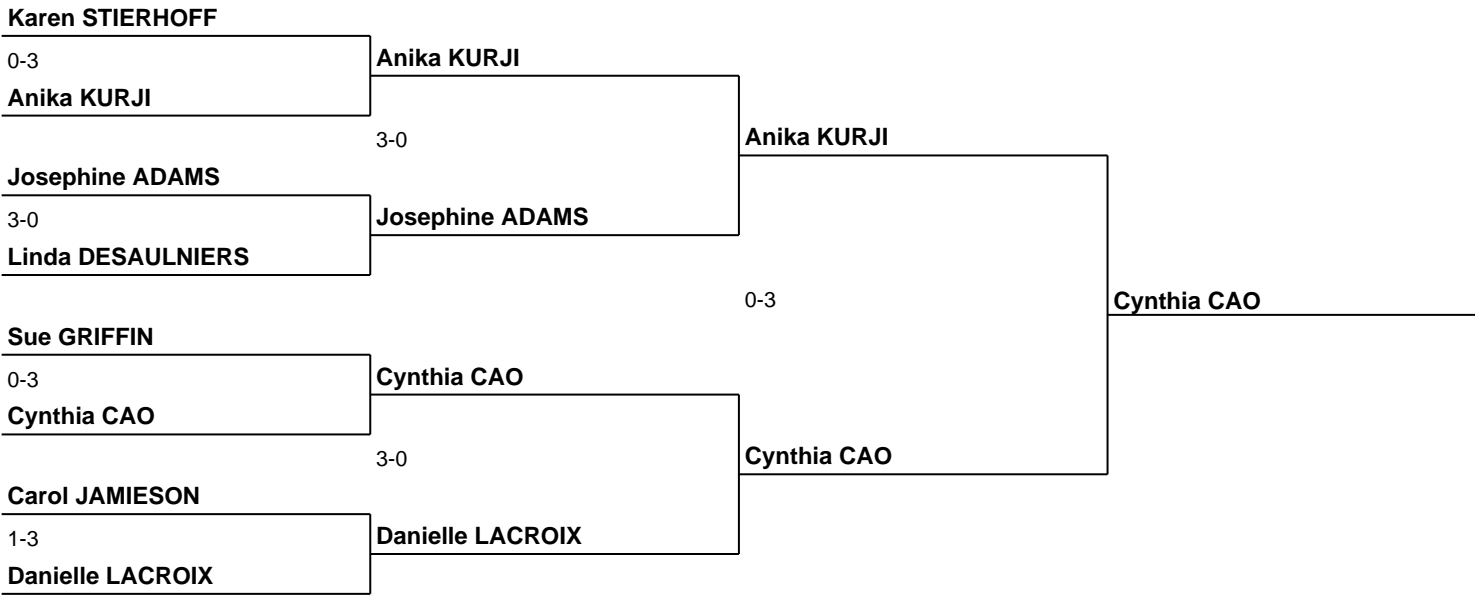 Karen STIERHOFF
0-3
Anika KURJI
Anika KURJI
3-0
Anika KURJI
Josephine ADAMS
3-0
Josephine ADAMS
Linda DESAULNIERS
0-3
Cynthia CAO
Sue GRIFFIN
0-3
Cynthia CAO
Cynthia CAO
3-0
Cynthia CAO
Carol JAMIESON
1-3
Danielle LACROIX
Danielle LACROIX